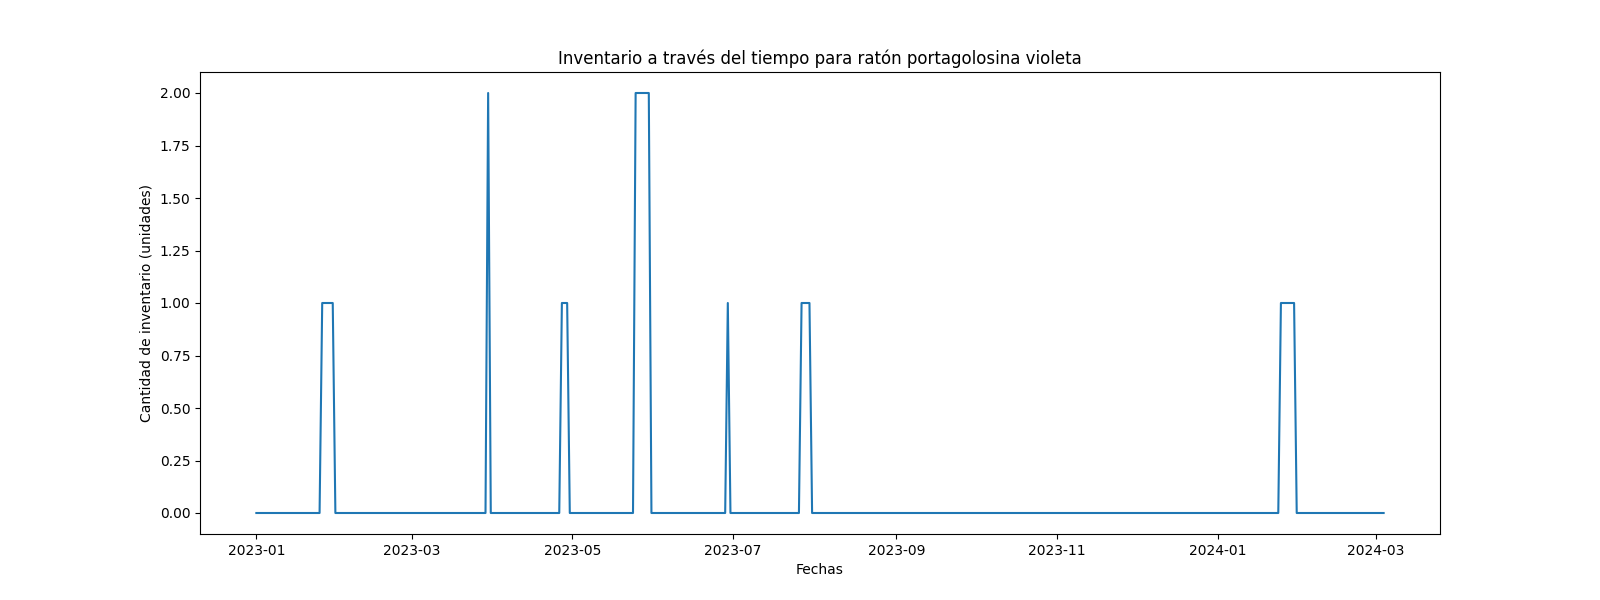 Inventario a través del tiempo para ratón portagolosina violeta
Cantidad de inventario (unidades)
2.00
1.75
1.50
1.25
1.00
0.75
0.50
0.25
0.00
2023-01 2023-03 2023-05 2023-07 2023-09 2023-11 2024-01 2024-03
Fechas